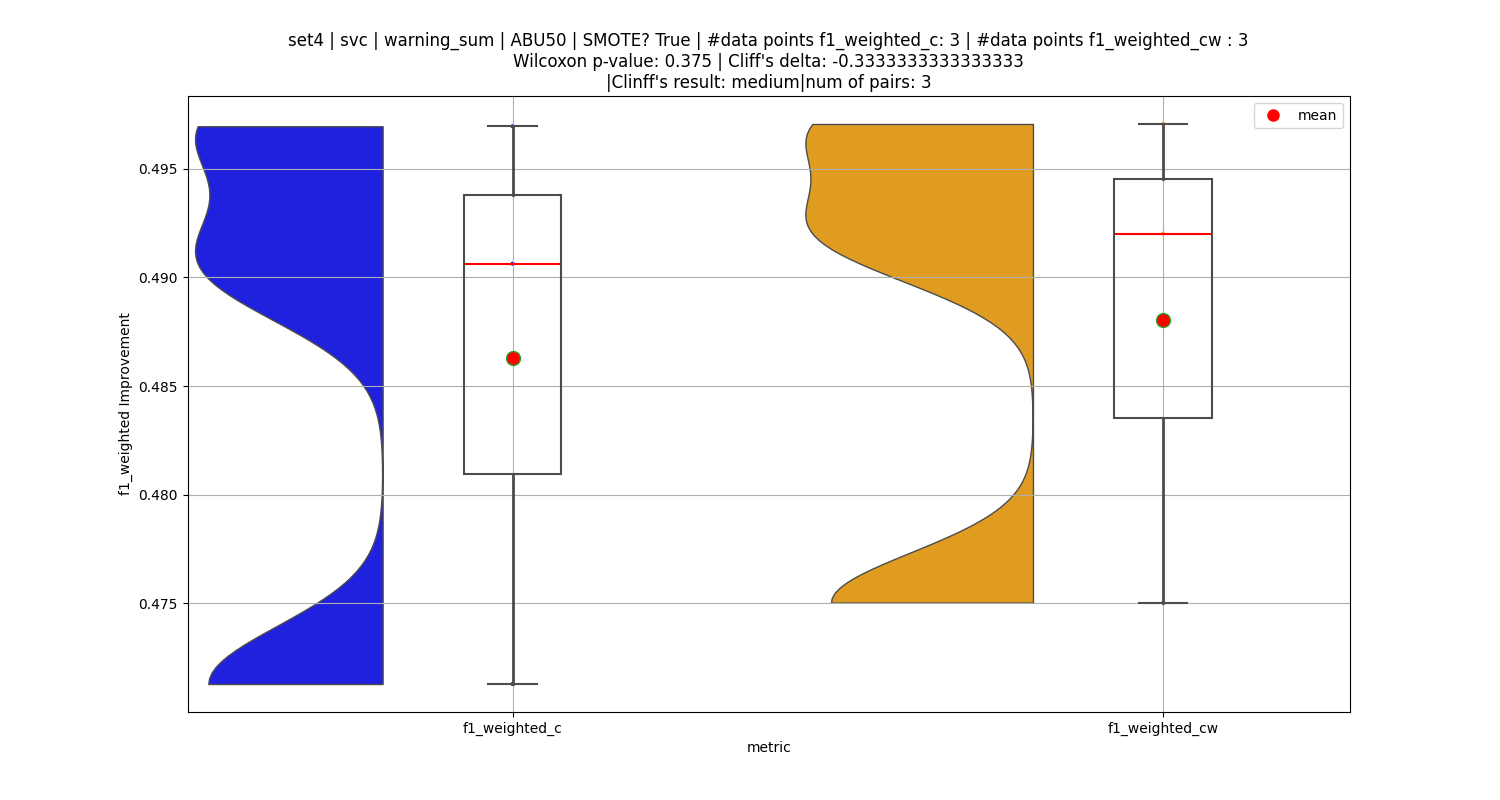 set4 | svc | warning_sum | ABU50 | SMOTE? True | #data points f1_weighted_c: 3 | #data points f1_weighted_cw : 3
Wilcoxon p-value: 0.375 | Cliff's delta: -0.3333333333333333
|Clinff's result: medium|num of pairs: 3
mean
0.495
0.490
0.485
0.480
0.475
f1_weighted Improvement
f1_weighted_c
f1_weighted_cw
metric